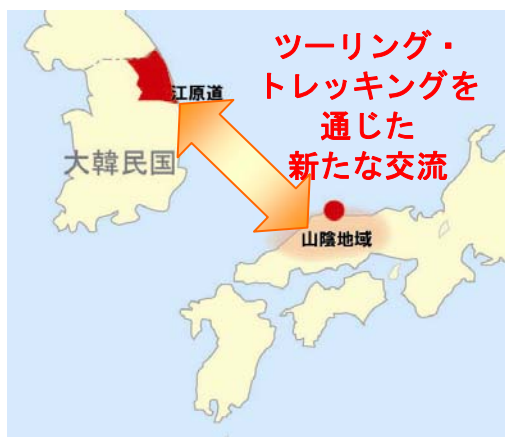 ツーリング・
トレッキングを
通じた
新たな交流
江原道
大韓民国
山陰地域